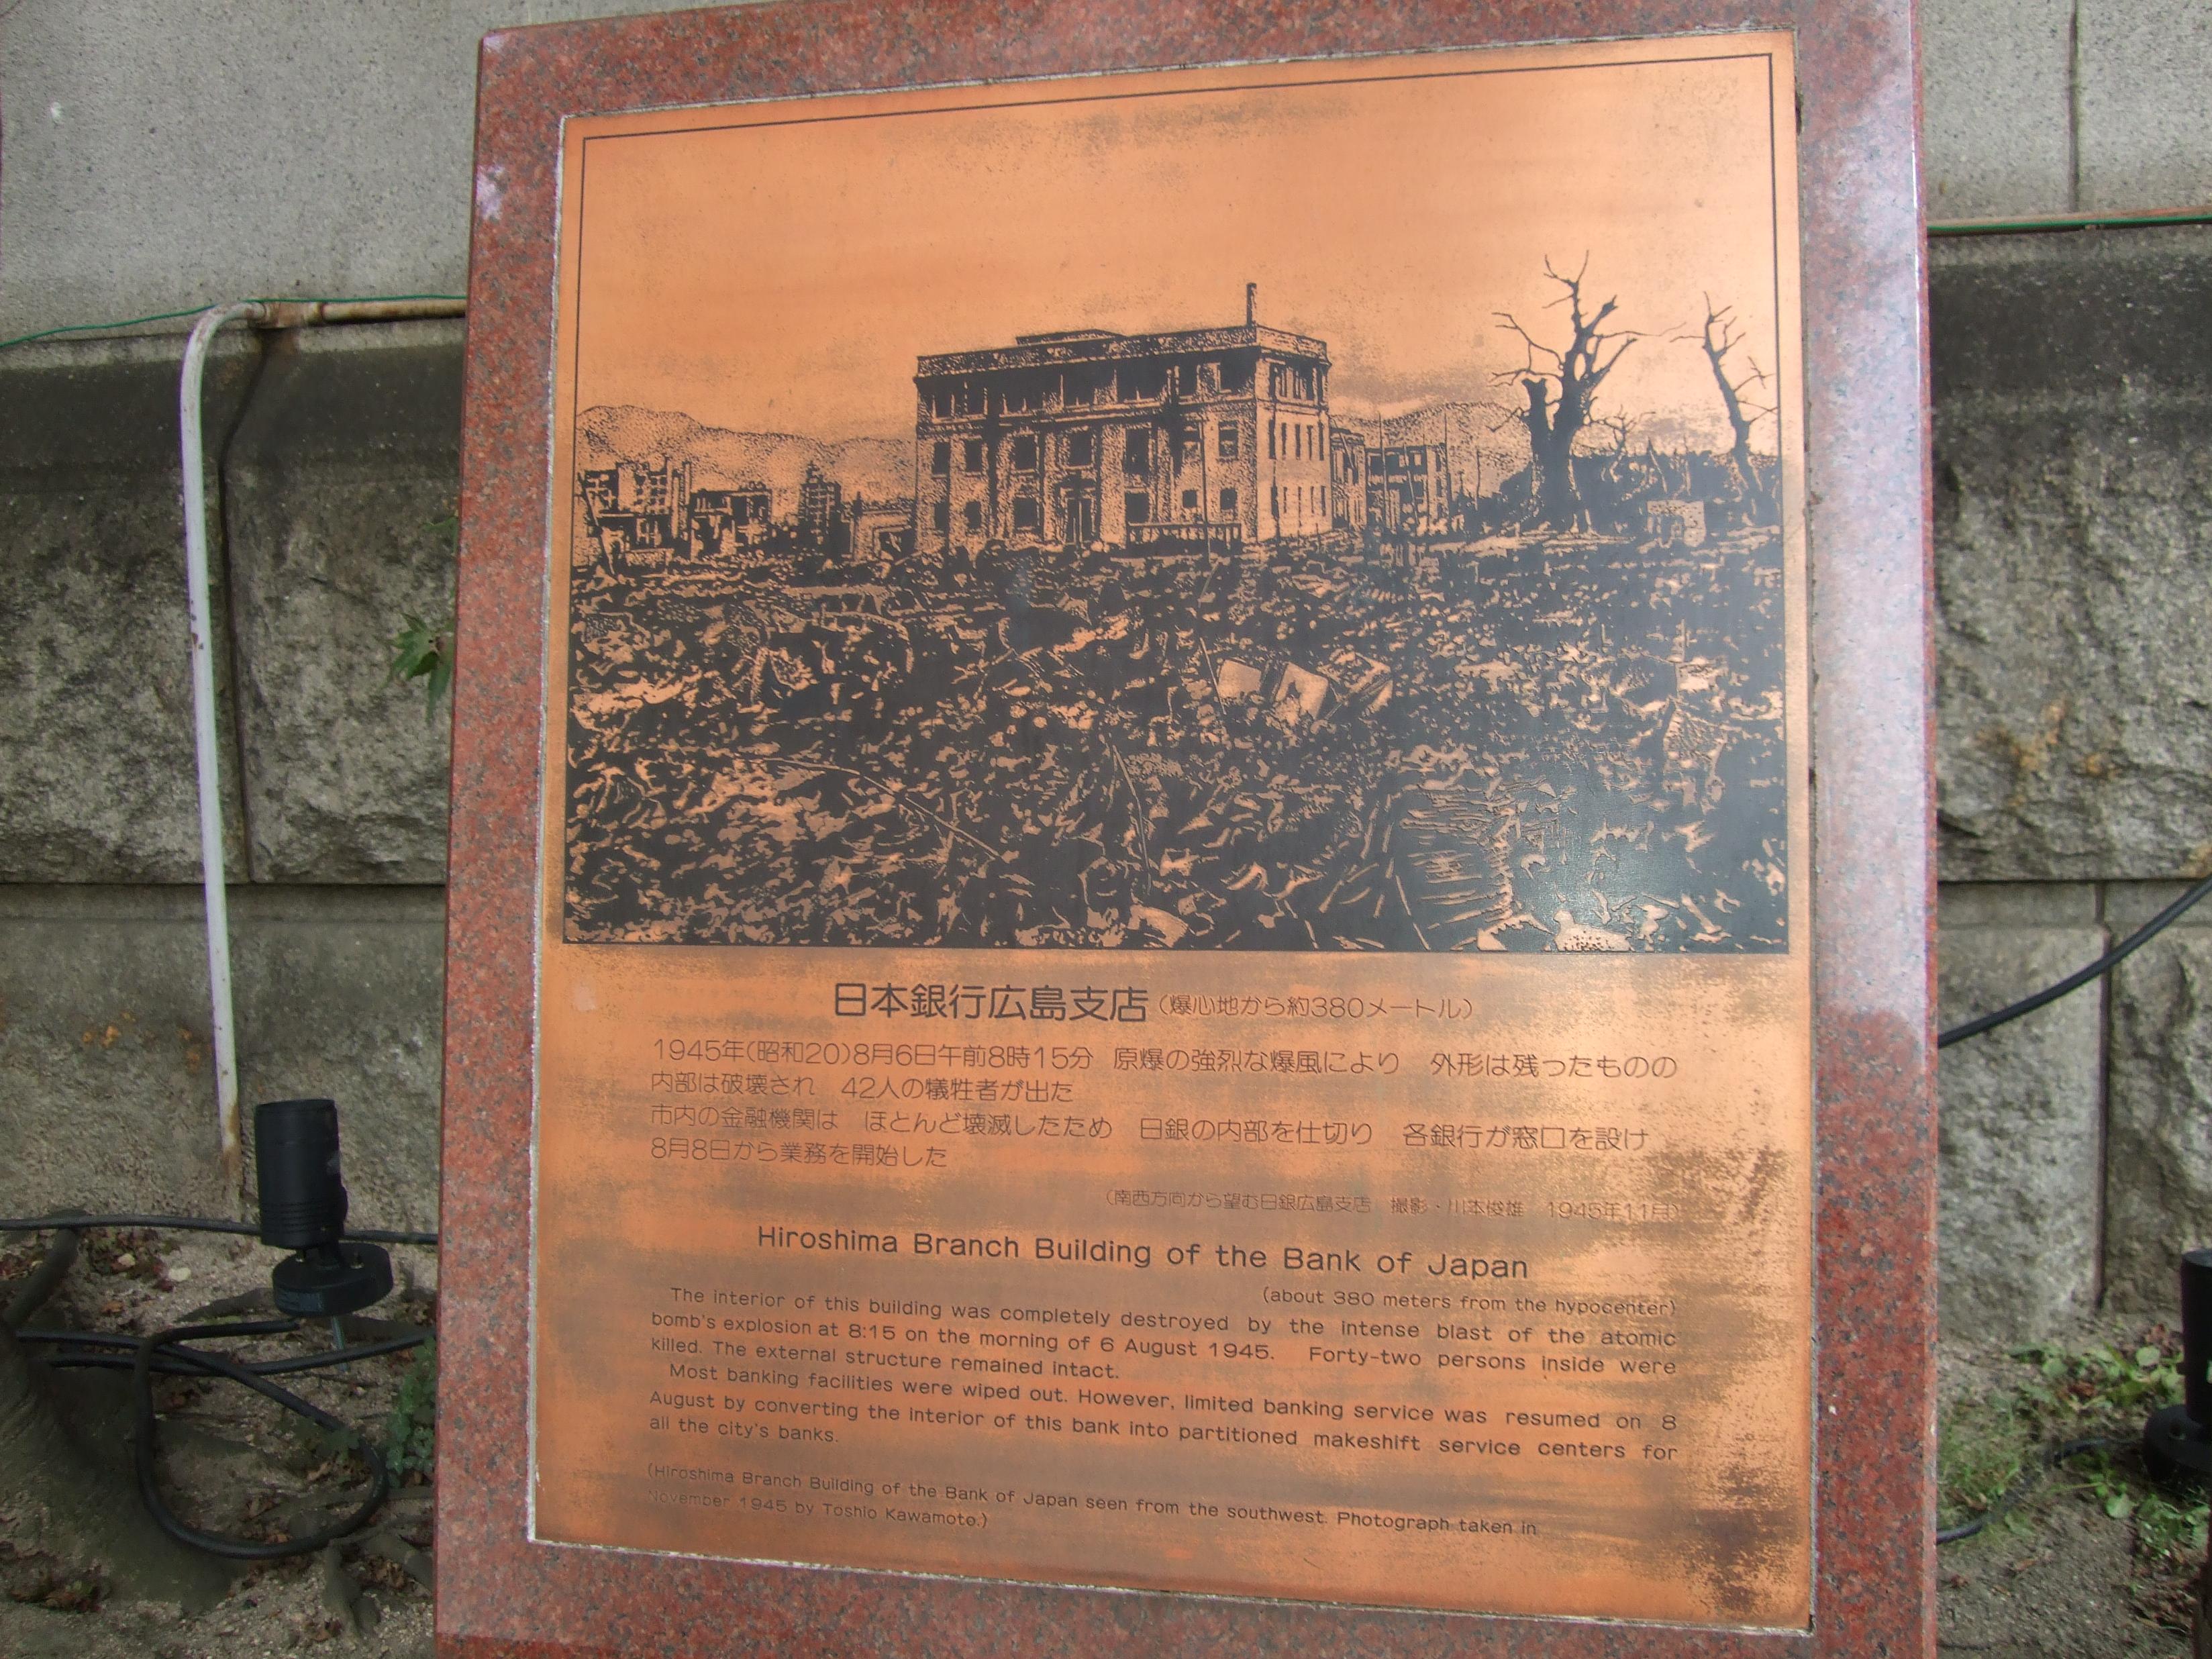 日本銀行広島支店（爆心地から約380メートル）
1945年(昭和20)8月6日午前8時15分　原爆の強烈な爆風により　外形は残ったものの
内部は破壊され　42人の犠牲者が出た
市内の金融機関は　ほとんど壊滅したため　日銀の内部を仕切り　各銀行が窓口を設け
8月8日から業務を開始した
（南西方向から望む日銀広島支店　撮影・川本俊雄　1945年11月）
Hiroshima Branch Building of the Bank of Japan
(about 380 meters from the hypocenter)
The interior of this building was completely destroyed by the intense blast of the atomic
bomb's explosion at 8:15 on the morning of 6 August 1945. Forty-two persons inside were
killed. The external structure remained intact.
Most banking facilities were wiped out. However, limited banking service was resumed on 8
August by converting the interior of this bank into partitioned makeshift service centers for
all the city's banks.
(Hiroshima Branch Building of the Bank of Japan seen from the southwest. Photograph taken in
November 1945 by Toshio Kawamoto.)